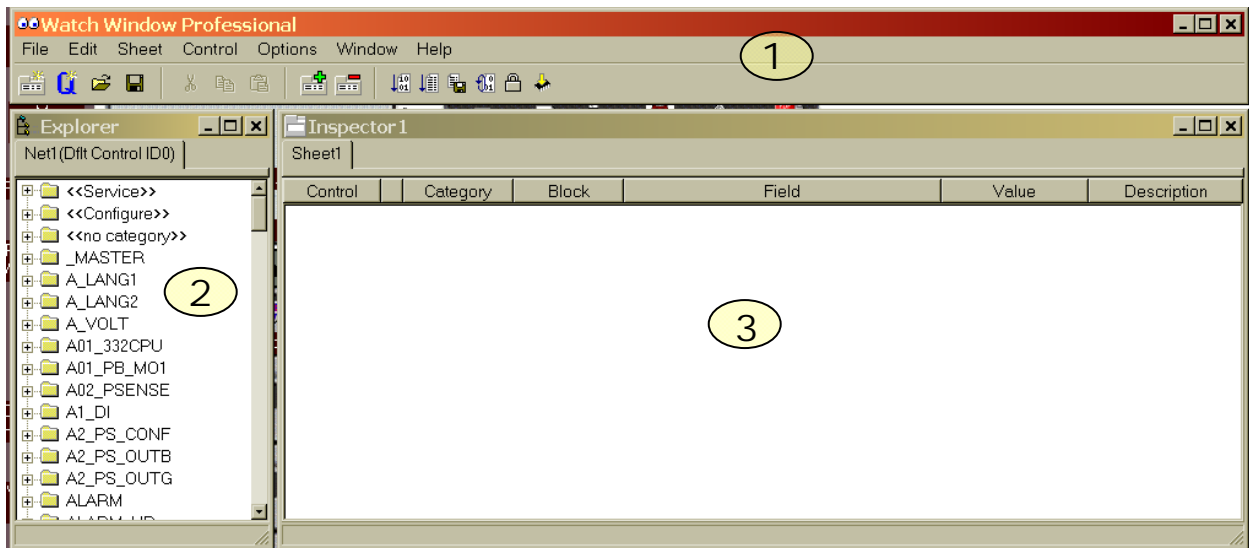 Watch Window Professional
File Edit Sheet Control Options Window Help
1
Explorer
Net1(Dflt Control ID0)
<<Service>>
<<Configure>>
<<no category>>
_MASTER
A_LANG1
A_LANG2
A_VOLT
A01_332CPU
A01_PB_MO1
A02_PSENSE
A1_DI
A2_PS_CONF
A2_PS_OUTB
A2_PS_OUTG
ALARM
2
Inspector1
Sheet1
Control Category Block Field Value Description
3